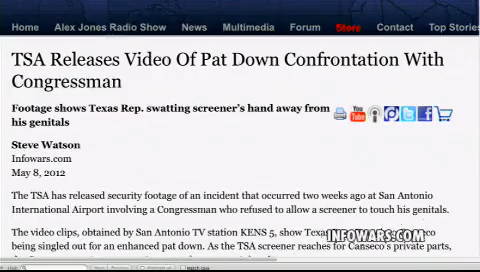 Home Alex Jones Radio Show News Multimedia Forum Store Contact Top Stories
TSA Releases Video Of Pat Down Confrontation With
Congressman
Footage shows Texas Rep. swatting screener's hand away from
his genitals
You
Tube
Steve Watson
Infowars.com
May 8, 2012
The TSA has released security footage of an incident that occurred two weeks ago at San Antonio
International Airport involving a Congressman who refused to allow a screener to touch his genitals.
The video clips, obtained by San Antonio TV station KENS 5, show Texas
being singled out for an enhanced pat down. As the TSA screener reaches for Canseco's private parts,
INFOWARS.COM